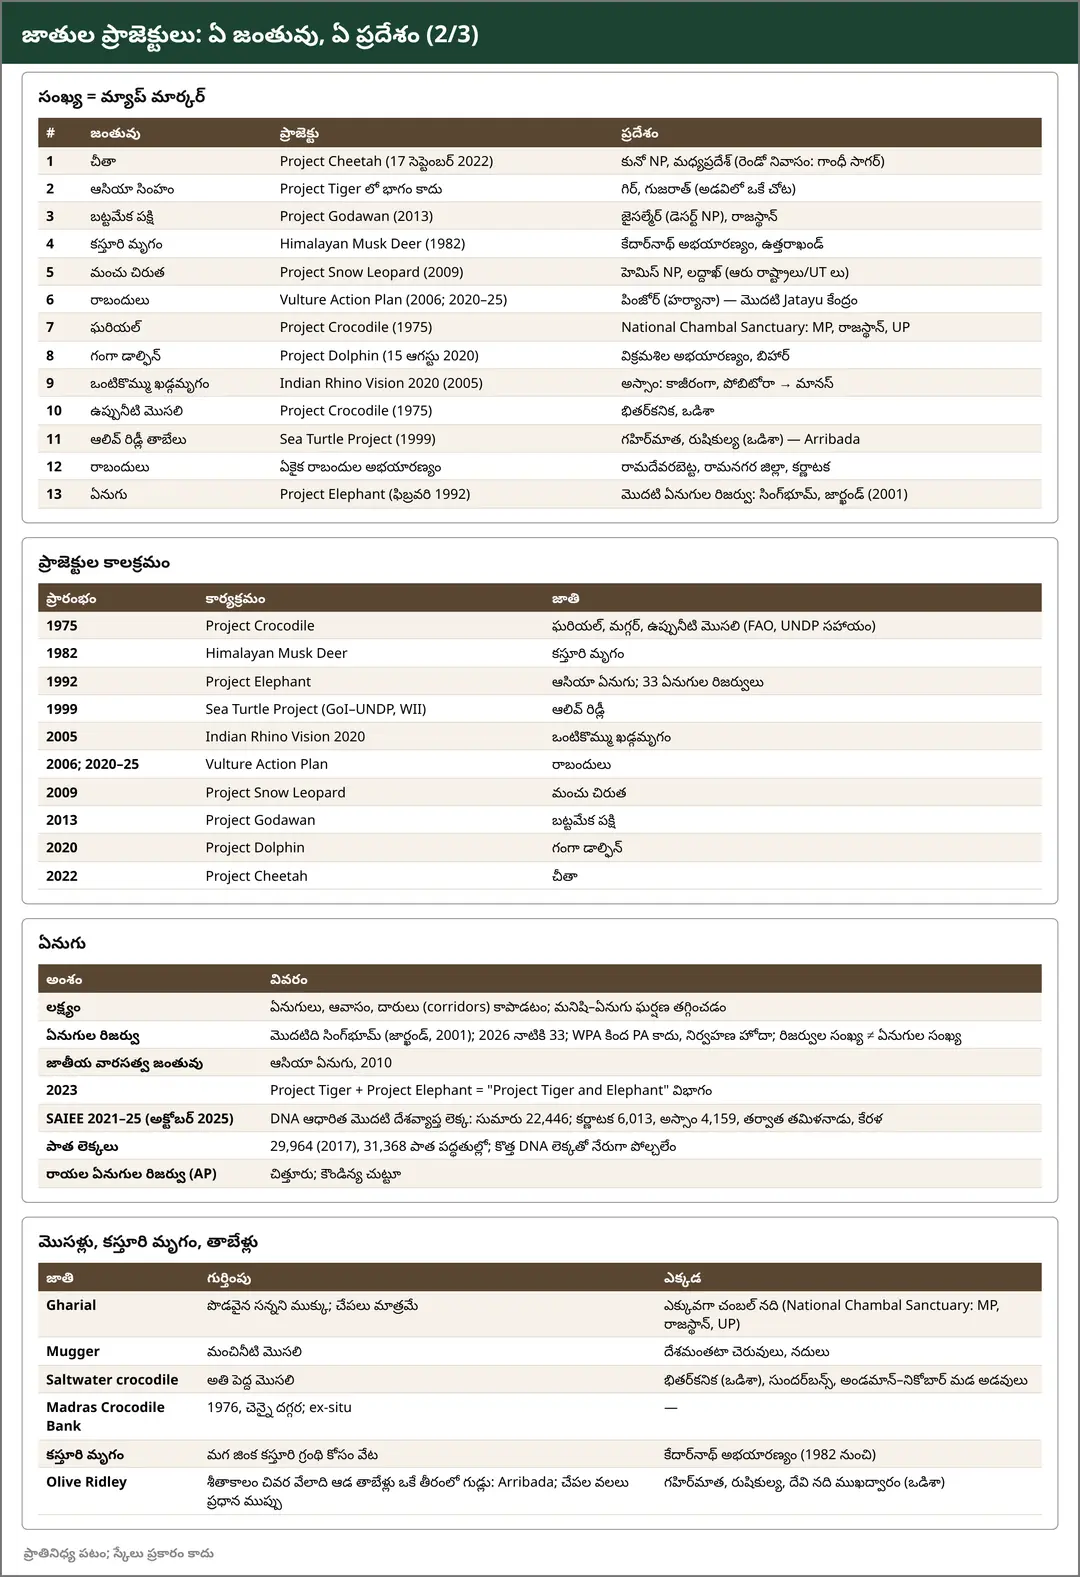 జాతుల ప్రాజెక్టులు: ఏ జంతువు, ఏ ప్రదేశం (2/3)
సంఖ్య = మ్యాప్ మార్కర్
# జంతువు ప్రాజెక్టు ప్రదేశం
1 చీతా Project Cheetah (17 సెప్టెంబర్ 2022) కునో NP, మధ్యప్రదేశ్ (రెండో నివాసం: గాంధీ సాగర్)
2 ఆసియా సింహం Project Tiger లో భాగం కాదు గిర్, గుజరాత్ (అడవిలో ఒకే చోట)
3 బట్టమేక పక్షి Project Godawan (2013) జైసల్మేర్ (డెసర్ట్ NP), రాజస్థాన్
4 కస్తూరి మృగం Himalayan Musk Deer (1982) కేదార్‌నాథ్ అభయారణ్యం, ఉత్తరాఖండ్
5 మంచు చిరుత Project Snow Leopard (2009) హెమిస్ NP, లద్దాఖ్ (ఆరు రాష్ట్రాలు/UT లు)
6 రాబందులు Vulture Action Plan (2006; 2020–25) పింజోర్ (హర్యానా) — మొదటి Jatayu కేంద్రం
7 ఘరియల్ Project Crocodile (1975) National Chambal Sanctuary: MP, రాజస్థాన్, UP
8 గంగా డాల్ఫిన్ Project Dolphin (15 ఆగస్టు 2020) విక్రమశిల అభయారణ్యం, బిహార్
9 ఒంటికొమ్ము ఖడ్గమృగం Indian Rhino Vision 2020 (2005) అస్సాం: కాజీరంగా, పోబిటోరా → మానస్
10 ఉప్పునీటి మొసలి Project Crocodile (1975) భితర్‌కనిక, ఒడిశా
11 ఆలివ్ రిడ్లీ తాబేలు Sea Turtle Project (1999) గహిర్‌మాత, రుషికుల్య (ఒడిశా) — Arribada
12 రాబందులు ఏకైక రాబందుల అభయారణ్యం రామదేవరబెట్ట, రామనగర జిల్లా, కర్ణాటక
13 ఏనుగు Project Elephant (ఫిబ్రవరి 1992) మొదటి ఏనుగుల రిజర్వు: సింగ్‌భూమ్, జార్ఖండ్ (2001)
ప్రాజెక్టుల కాలక్రమం
ప్రారంభం కార్యక్రమం జాతి
1975 Project Crocodile ఘరియల్, మగ్గర్, ఉప్పునీటి మొసలి (FAO, UNDP సహాయం)
1982 Himalayan Musk Deer కస్తూరి మృగం
1992 Project Elephant ఆసియా ఏనుగు; 33 ఏనుగుల రిజర్వులు
1999 Sea Turtle Project (GoI–UNDP, WII) ఆలివ్ రిడ్లీ
2005 Indian Rhino Vision 2020 ఒంటికొమ్ము ఖడ్గమృగం
2006; 2020–25 Vulture Action Plan రాబందులు
2009 Project Snow Leopard మంచు చిరుత
2013 Project Godawan బట్టమేక పక్షి
2020 Project Dolphin గంగా డాల్ఫిన్
2022 Project Cheetah చీతా
ఏనుగు
అంశం వివరం
లక్ష్యం ఏనుగులు, ఆవాసం, దారులు (corridors) కాపాడటం; మనిషి–ఏనుగు ఘర్షణ తగ్గించడం
ఏనుగుల రిజర్వు మొదటిది సింగ్‌భూమ్ (జార్ఖండ్, 2001); 2026 నాటికి 33; WPA కింద PA కాదు, నిర్వహణ హోదా; రిజర్వుల సంఖ్య ≠ ఏనుగుల సంఖ్య
జాతీయ వారసత్వ జంతువు ఆసియా ఏనుగు, 2010
2023 Project Tiger + Project Elephant = "Project Tiger and Elephant" విభాగం
SAIEE 2021–25 (అక్టోబర్ 2025) DNA ఆధారిత మొదటి దేశవ్యాప్త లెక్క: సుమారు 22,446; కర్ణాటక 6,013, అస్సాం 4,159, తర్వాత తమిళనాడు, కేరళ
పాత లెక్కలు 29,964 (2017), 31,368 పాత పద్ధతుల్లో; కొత్త DNA లెక్కతో నేరుగా పోల్చలేం
రాయల ఏనుగుల రిజర్వు (AP) చిత్తూరు; కౌండిన్య చుట్టూ
మొసళ్లు, కస్తూరి మృగం, తాబేళ్లు
జాతి గుర్తింపు ఎక్కడ
Gharial పొడవైన సన్నని ముక్కు; చేపలు మాత్రమే ఎక్కువగా చంబల్ నది (National Chambal Sanctuary: MP,
రాజస్థాన్, UP)
Mugger మంచినీటి మొసలి దేశమంతటా చెరువులు, నదులు
Saltwater crocodile అతి పెద్ద మొసలి భితర్‌కనిక (ఒడిశా), సుందర్‌బన్స్, అండమాన్–నికోబార్ మడ అడవులు
Madras Crocodile 1976, చెన్నై దగ్గర; ex-situ —
Bank
కస్తూరి మృగం మగ జింక కస్తూరి గ్రంథి కోసం వేట కేదార్‌నాథ్ అభయారణ్యం (1982 నుంచి)
Olive Ridley శీతాకాలం చివర వేలాది ఆడ తాబేళ్లు ఒకే తీరంలో గుడ్లు: Arribada; చేపల వలలు గహిర్‌మాత, రుషికుల్య, దేవి నది ముఖద్వారం (ఒడిశా)
ప్రధాన ముప్పు
ప్రాతినిధ్య పటం; స్కేలు ప్రకారం కాదు